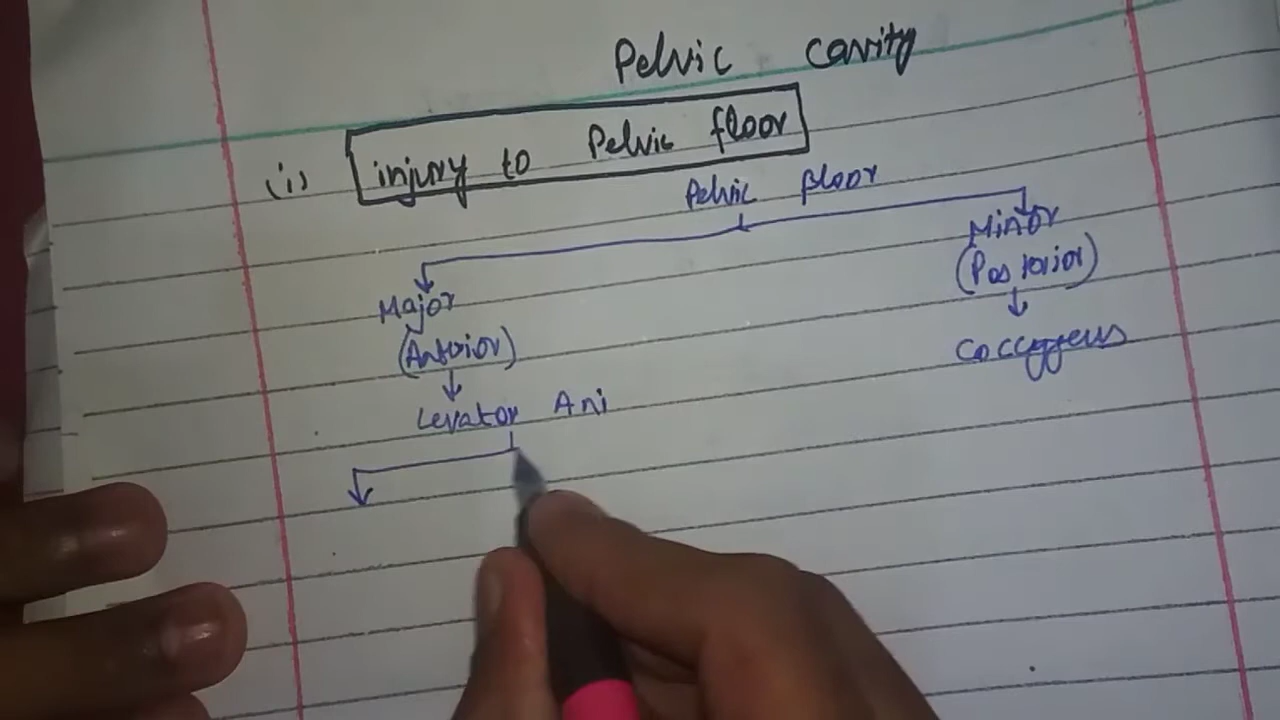 Pelvic cavity
(i) injury to Pelvic floor
Pelvic floor
Major
(Anterior)
Levator Ani
Minor
(Posterior)
Coccygeus